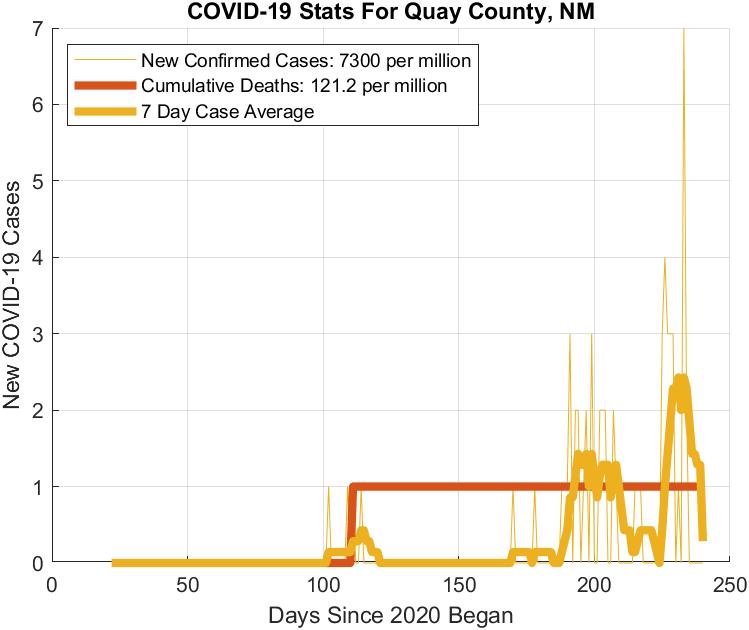 COVID-19 Stats For Quay County, NM
New Confirmed Cases: 7300 per million
Cumulative Deaths: 121.2 per million
7 Day Case Average
New COVID-19 Cases
7
6
5
4
3
2
1
0
0 50 100 150 200 250
Days Since 2020 Began